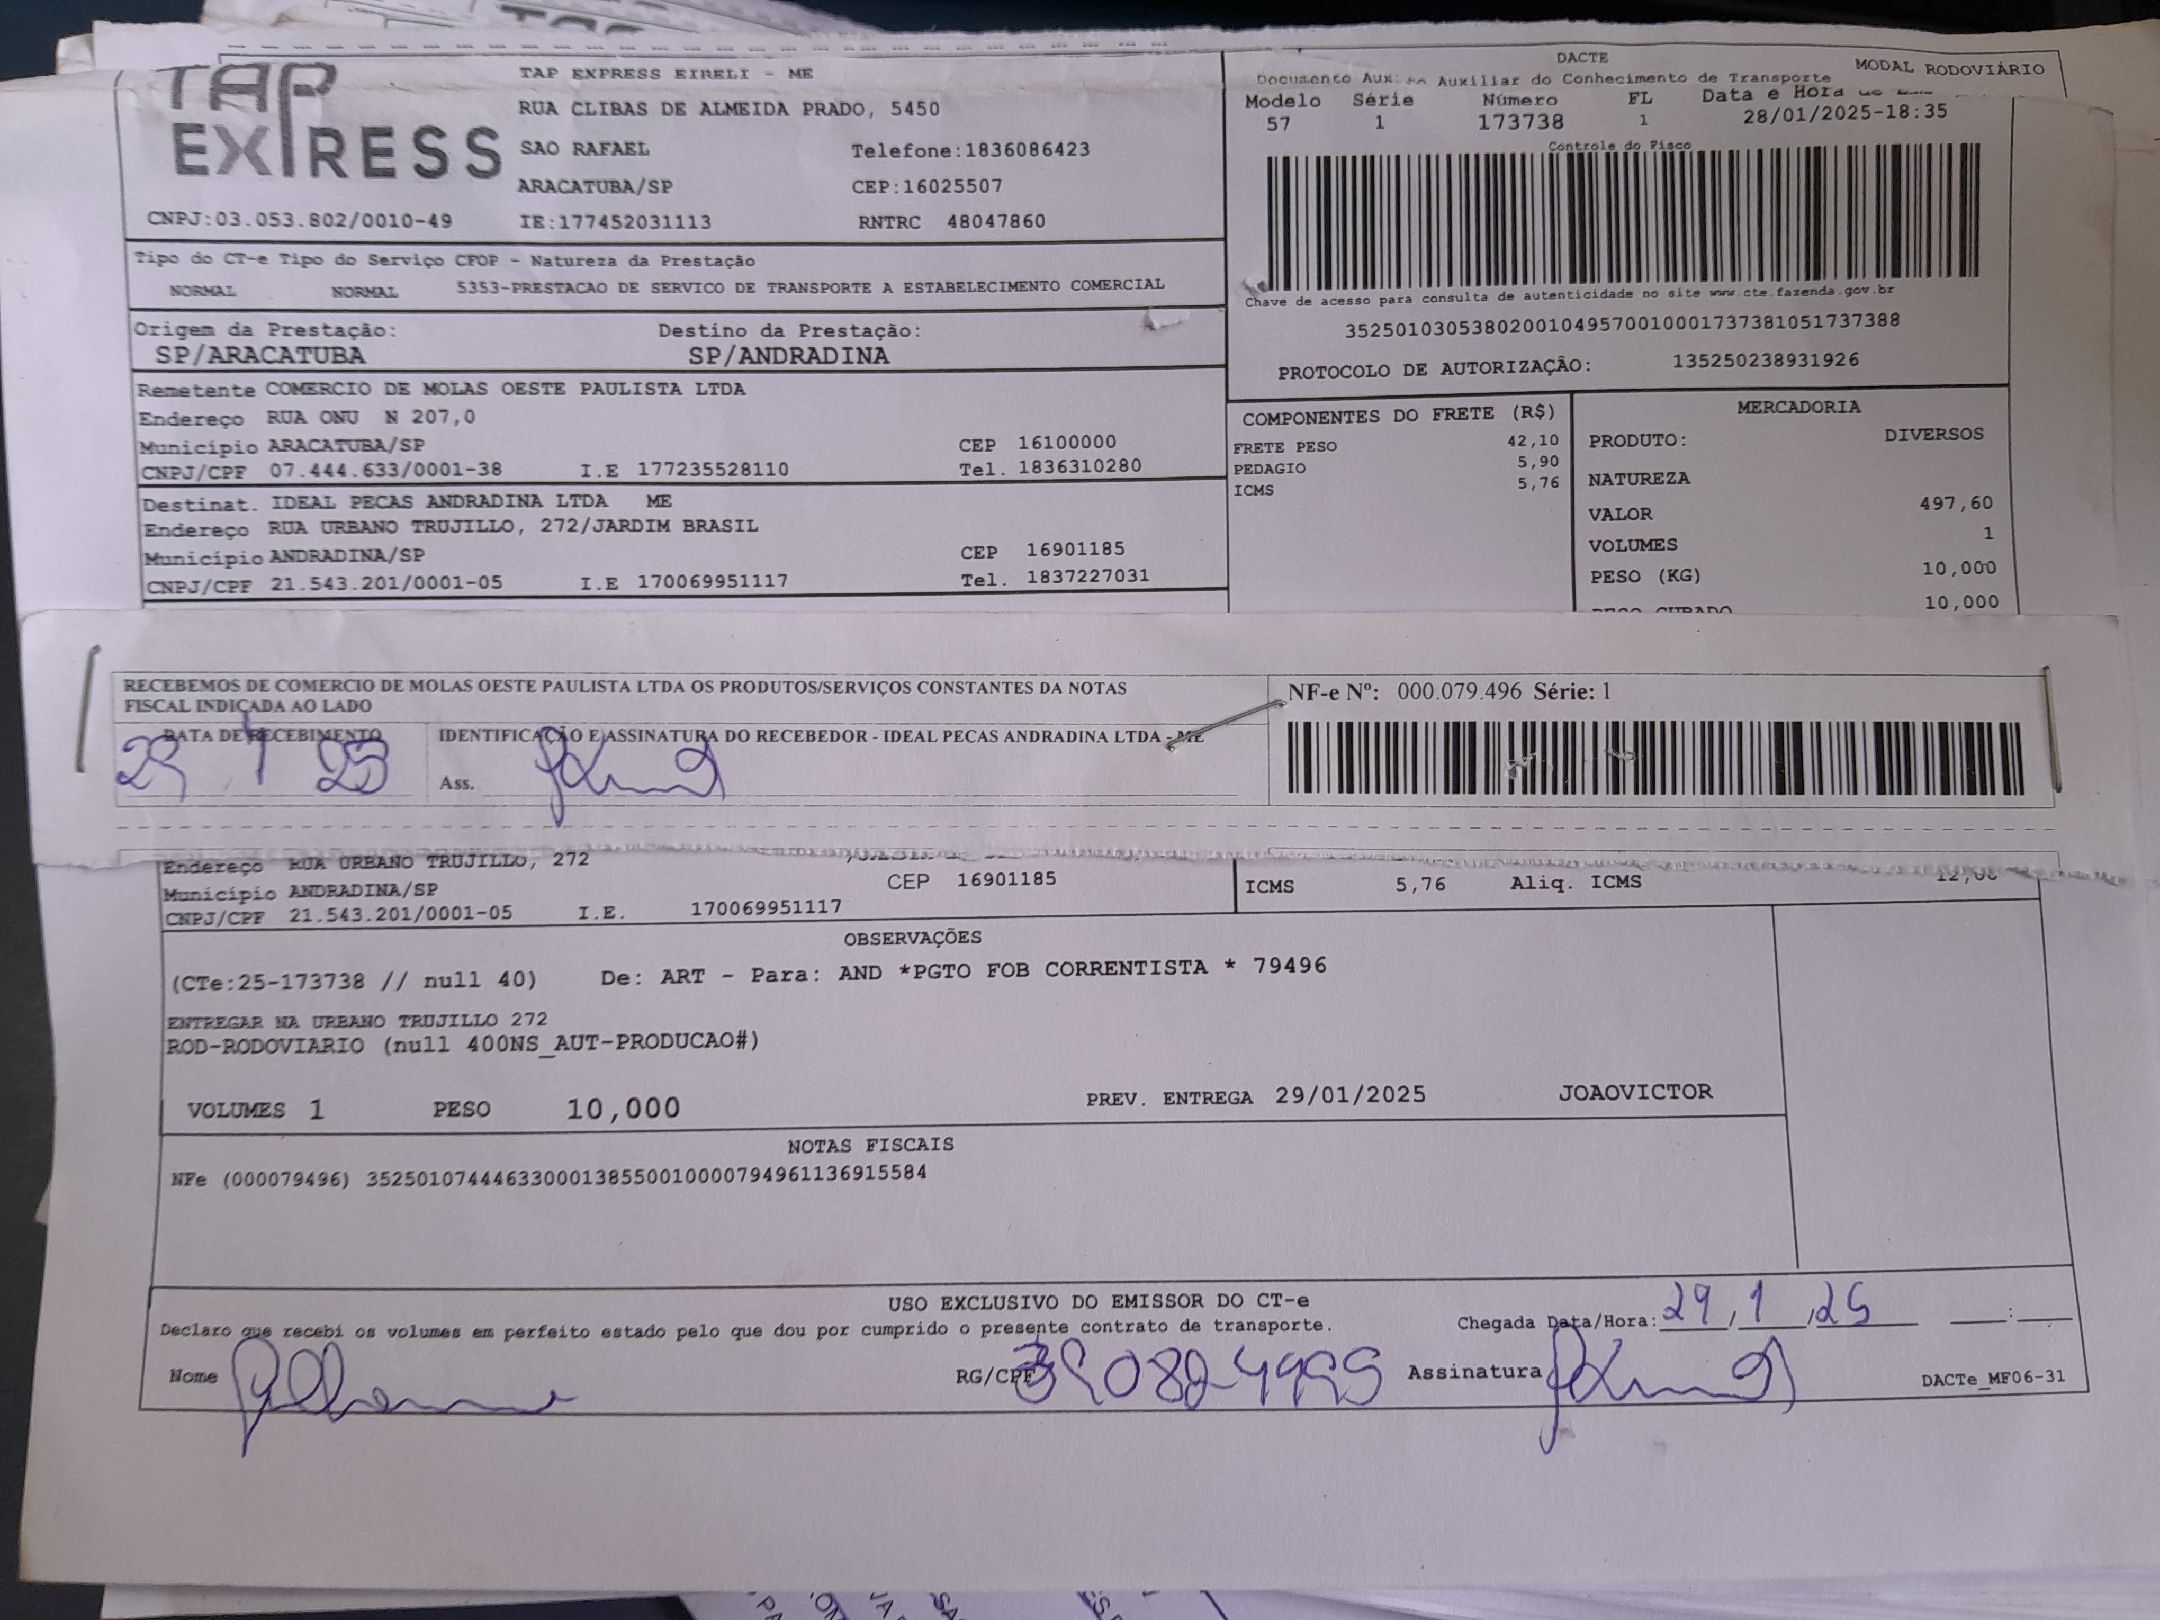 TAP EXPRESS
TAP EXPRESS EIRELI - ME
RUA CLIBAS DE ALMEIDA PRADO, 5450
SAO RAFAEL Telefone:1836086423
ARACATUBA/SP CEP:16025507
CNPJ:03.053.802/0010-49 IE:177452031113 RNTRC 48047860
DACTE
MODAL RODOVIÁRIO
Documento Auxiliar do Conhecimento de Transporte
Modelo Série Número FL Data e Hora
57 1 173738 1 28/01/2025-18:35
Controle do Fisco
Chave de acesso para consulta de autenticidade no site www.cte.fazenda.gov.br
35250103053802001049570010001737381051737388
PROTOCOLO DE AUTORIZAÇÃO: 135250238931926
Tipo do CT-e Tipo do Serviço CFOP - Natureza da Prestação
NORMAL NORMAL 5353-PRESTACAO DE SERVICO DE TRANSPORTE A ESTABELECIMENTO COMERCIAL
Origem da Prestação: Destino da Prestação:
SP/ARACATUBA SP/ANDRADINA
Remetente COMERCIO DE MOLAS OESTE PAULISTA LTDA
Endereço RUA ONU N 207,0
Município ARACATUBA/SP CEP 16100000
CNPJ/CPF 07.444.633/0001-38 I.E 177235528110 Tel. 1836310280
Destinat. IDEAL PECAS ANDRADINA LTDA ME
Endereço RUA URBANO TRUJILLO, 272/JARDIM BRASIL
Município ANDRADINA/SP CEP 16901185
CNPJ/CPF 21.543.201/0001-05 I.E 170069951117 Tel. 1837227031
COMPONENTES DO FRETE (R$)
FRETE PESO 42,10
PEDAGIO 5,90
ICMS 5,76
MERCADORIA
PRODUTO: DIVERSOS
NATUREZA
VALOR 497,60
VOLUMES 1
PESO (KG) 10,000
PESO CUBADO 10,000
RECEBEMOS DE COMERCIO DE MOLAS OESTE PAULISTA LTDA OS PRODUTOS/SERVIÇOS CONSTANTES DA NOTAS
FISCAL INDICADA AO LADO
DATA DE RECEBIMENTO IDENTIFICAÇÃO E ASSINATURA DO RECEBEDOR - IDEAL PECAS ANDRADINA LTDA - ME
29 1 25 Ass.
NF-e Nº: 000.079.496 Série: 1
Endereço RUA URBANO TRUJILLO, 272
Município ANDRADINA/SP CEP 16901185
CNPJ/CPF 21.543.201/0001-05 I.E. 170069951117
ICMS 5,76 Aliq. ICMS 12,00
OBSERVAÇÕES
(CTe:25-173738 // null 40) De: ART - Para: AND *PGTO FOB CORRENTISTA * 79496
ENTREGAR NA URBANO TRUJILLO 272
ROD-RODOVIARIO (null 400NS_AUT-PRODUCAO#)
VOLUMES 1 PESO 10,000 PREV. ENTREGA 29/01/2025 JOAOVICTOR
NOTAS FISCAIS
NFe (000079496) 35250107444633000138550010000794961136915584
USO EXCLUSIVO DO EMISSOR DO CT-e
Declaro que recebi os volumes em perfeito estado pelo que dou por cumprido o presente contrato de transporte.
Chegada Data/Hora: 29/1/25 :
Nome RG/CPF Assinatura
DACTe_MF06-31